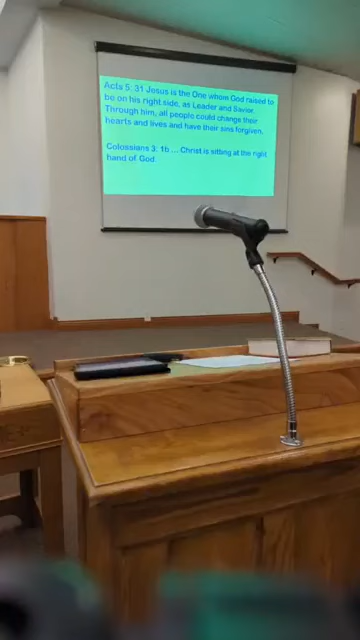 Acts 5: 31 Jesus is the One whom God raised to
be on his right side, as Leader and Savior.
Through him, all people could change their
hearts and lives and have their sins forgiven.
Colossians 3: 1b ... Christ is sitting at the right
hand of God.